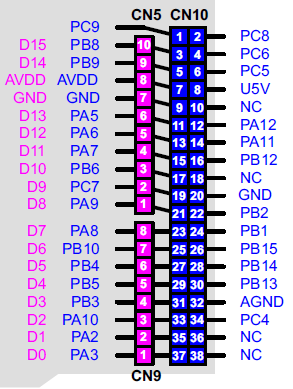 CN5 CN10
PC9 1 2 PC8
D15 PB8 10 3 4 PC6
D14 PB9 9 5 6 PC5
AVDD AVDD 8 7 8 U5V
GND GND 7 9 10 NC
D13 PA5 6 11 12 PA12
D12 PA6 5 13 14 PA11
D11 PA7 4 15 16 PB12
D10 PB6 3 17 18 NC
D9 PC7 2 19 20 GND
D8 PA9 1 21 22 PB2
D7 PA8 8 23 24 PB1
D6 PB10 7 25 26 PB15
D5 PB4 6 27 28 PB14
D4 PB5 5 29 30 PB13
D3 PB3 4 31 32 AGND
D2 PA10 3 33 34 PC4
D1 PA2 2 35 36 NC
D0 PA3 1 37 38 NC
CN9